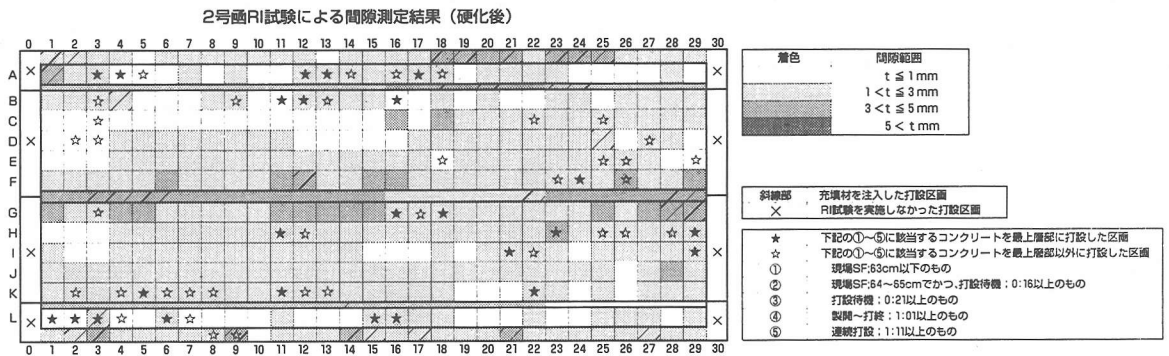 2号函RI試験による間隙測定結果（硬化後）
0 1 2 3 4 5 6 7 8 9 10 11 12 13 14 15 16 17 18 19 20 21 22 23 24 25 26 27 28 29 30
A
B
C
D
E
F
G
H
I
J
K
L
0 1 2 3 4 5 6 7 8 9 10 11 12 13 14 15 16 17 18 19 20 21 22 23 24 25 26 27 28 29 30
着色 間隙範囲
t ≦ 1mm
1 < t ≦ 3mm
3 < t ≦ 5mm
5 < t mm
斜線部 充填材を注入した打設区画
× RI試験を実施しなかった打設区画
★ 下記の①～⑤に該当するコンクリートを最上層部に打設した区画
☆ 下記の①～⑤に該当するコンクリートを最上層部以外に打設した区画
① 現場SF;63cm以下のもの
② 現場SF;64～65cmでかつ、打設待機；0:16以上のもの
③ 打設待機；0:21以上のもの
④ 製開～打終；1:01以上のもの
⑤ 連続打設；1:11以上のもの